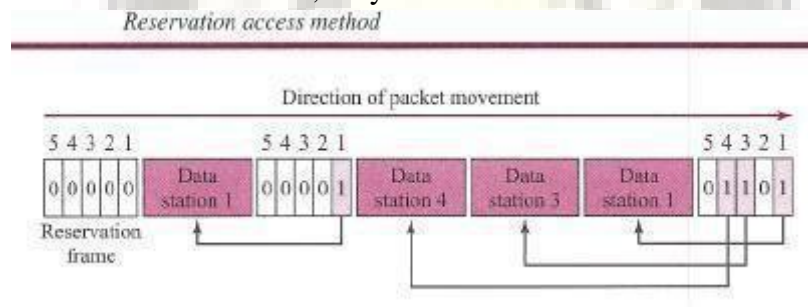 Reservation access method
Direction of packet movement
5 4 3 2 1
5 4 3 2 1
5 4 3 2 1
0 0 0 0 0
Data station 1
0 0 0 0 1
Data station 4
Data station 3
Data station 1
0 1 1 0 1
Reservation frame